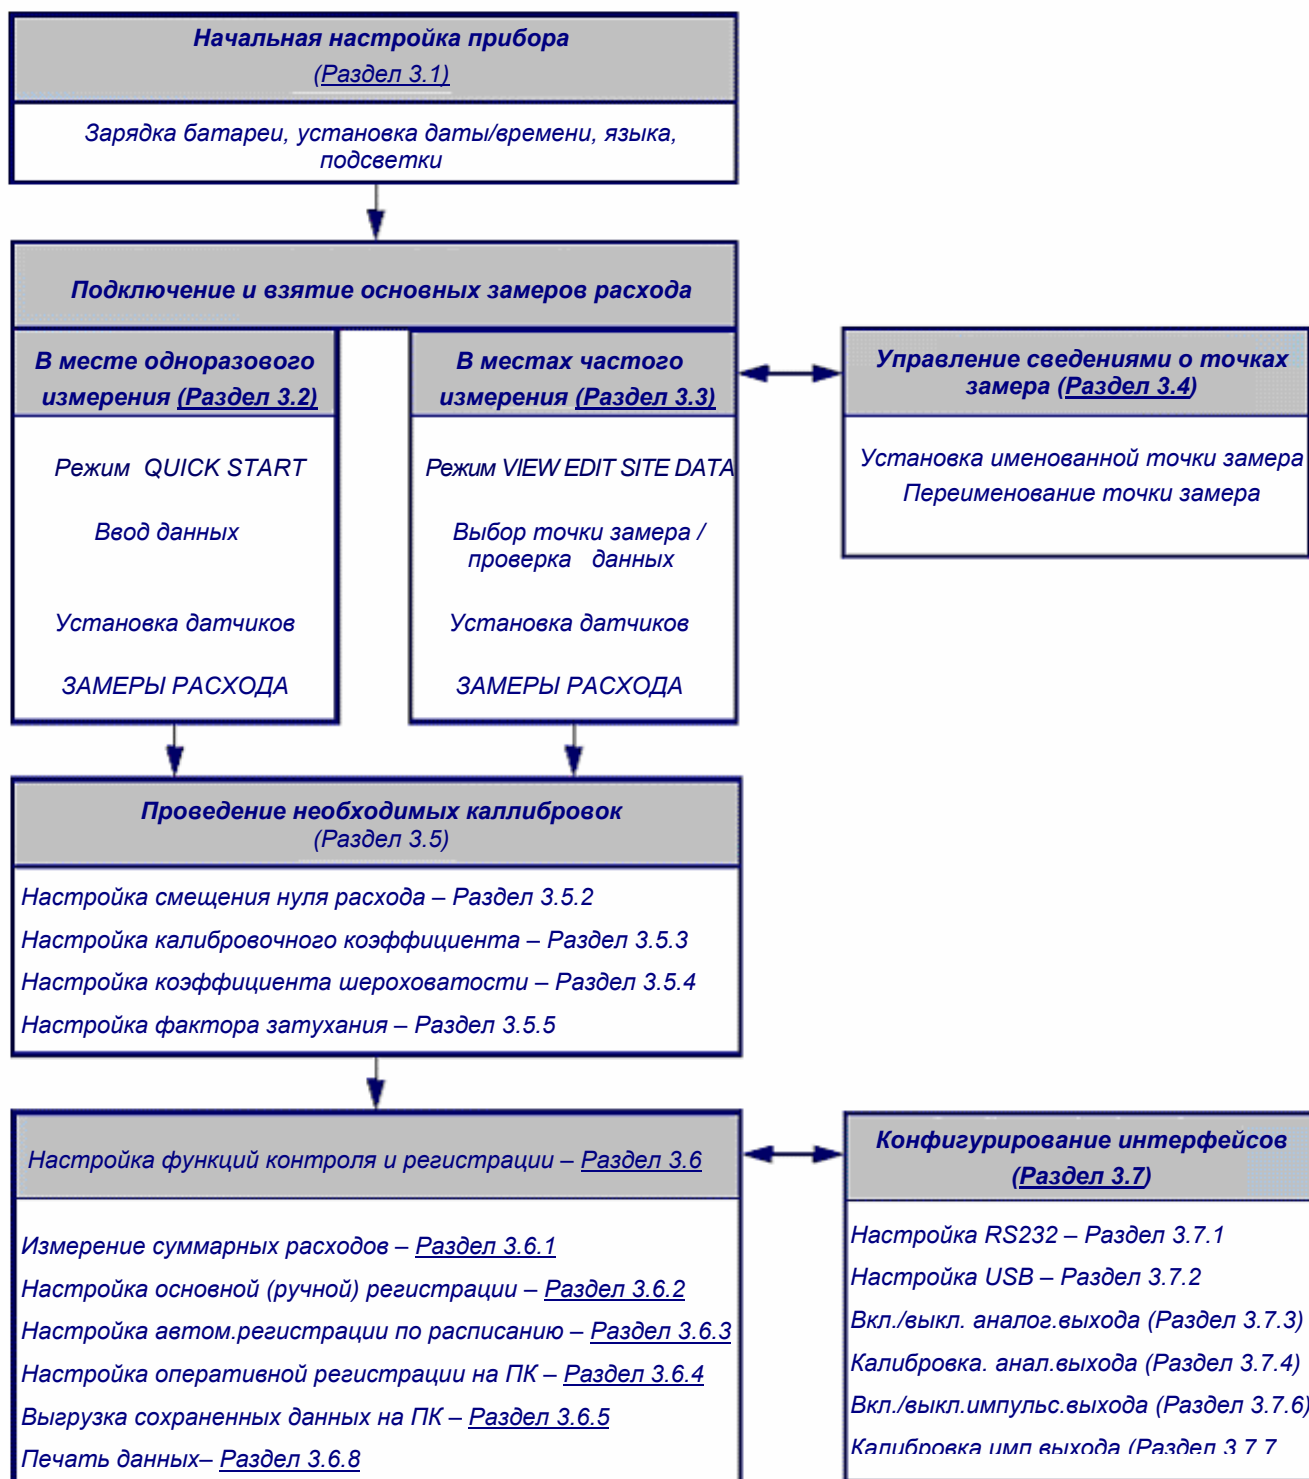 Начальная настройка прибора
(Раздел 3.1)
Зарядка батареи, установка даты/времени, языка,
подсветки
Подключение и взятие основных замеров расхода
В месте одноразового
измерения (Раздел 3.2)
Режим QUICK START
Ввод данных
Установка датчиков
ЗАМЕРЫ РАСХОДА
В местах частого
измерения (Раздел 3.3)
Режим VIEW EDIT SITE DATA
Выбор точки замера /
проверка данных
Установка датчиков
ЗАМЕРЫ РАСХОДА
Управление сведениями о точках
замера (Раздел 3.4)
Установка именованной точки замера
Переименование точки замера
Проведение необходимых каллибровок
(Раздел 3.5)
Настройка смещения нуля расхода – Раздел 3.5.2
Настройка калибровочного коэффициента – Раздел 3.5.3
Настройка коэффициента шероховатости – Раздел 3.5.4
Настройка фактора затухания – Раздел 3.5.5
Настройка функций контроля и регистрации – Раздел 3.6
Измерение суммарных расходов – Раздел 3.6.1
Настройка основной (ручной) регистрации – Раздел 3.6.2
Настройка автом.регистрации по расписанию – Раздел 3.6.3
Настройка оперативной регистрации на ПК – Раздел 3.6.4
Выгрузка сохраненных данных на ПК – Раздел 3.6.5
Печать данных– Раздел 3.6.8
Конфигурирование интерфейсов
(Раздел 3.7)
Настройка RS232 – Раздел 3.7.1
Настройка USB – Раздел 3.7.2
Вкл./выкл. аналог.выхода (Раздел 3.7.3)
Калибровка. анал.выхода (Раздел 3.7.4)
Вкл./выкл.импульс.выхода (Раздел 3.7.6)
Калибровка имп выхода (Раздел 3.7.7